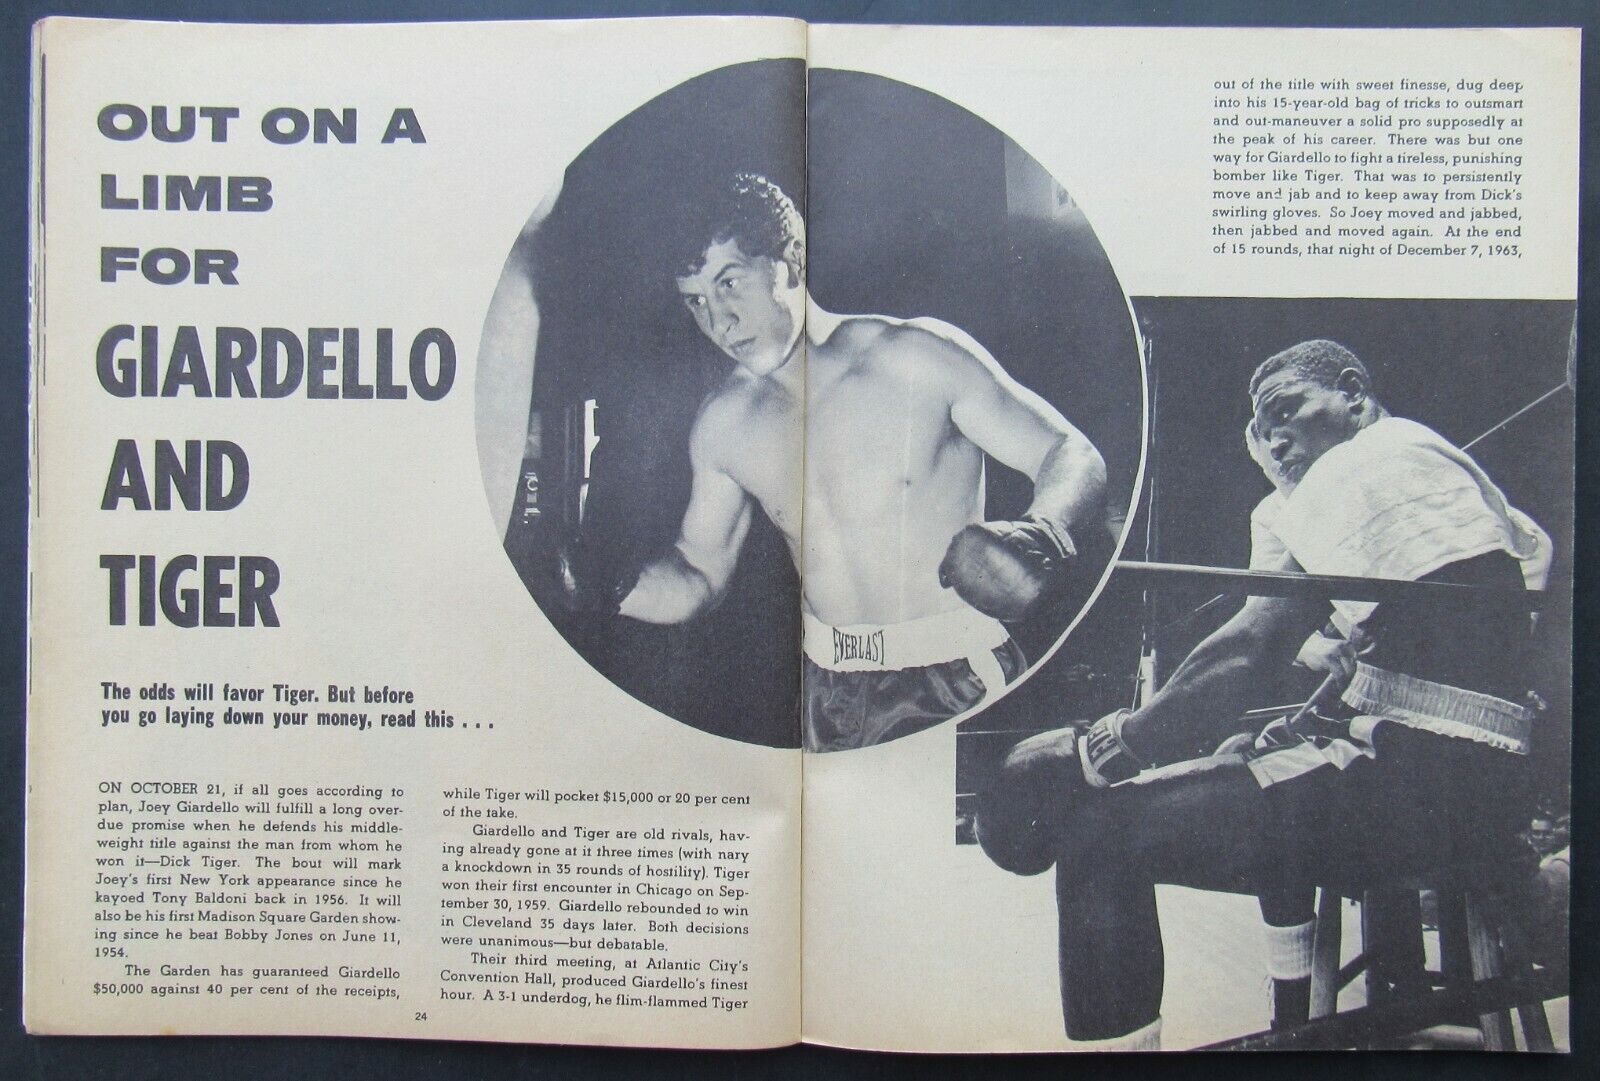 OUT ON A
LIMB
FOR
GIARDELLO
AND
TIGER
The odds will favor Tiger. But before
you go laying down your money, read this . . .
ON OCTOBER 21, if all goes according to
plan, Joey Giardello will fulfill a long over-
due promise when he defends his middle-
weight title against the man from whom he
won it—Dick Tiger. The bout will mark
Joey's first New York appearance since he
kayoed Tony Baldoni back in 1956. It will
also be his first Madison Square Garden show-
ing since he beat Bobby Jones on June 11,
1954.
The Garden has guaranteed Giardello
$50,000 against 40 per cent of the receipts,
while Tiger will pocket $15,000 or 20 per cent
of the take.
Giardello and Tiger are old rivals, hav-
ing already gone at it three times (with nary
a knockdown in 35 rounds of hostility). Tiger
won their first encounter in Chicago on Sep-
tember 30, 1959. Giardello rebounded to win
in Cleveland 35 days later. Both decisions
were unanimous—but debatable.
Their third meeting, at Atlantic City's
Convention Hall, produced Giardello's finest
hour. A 3-1 underdog, he flim-flammed Tiger
24
EVERLAST
out of the title with sweet finesse, dug deep
into his 15-year-old bag of tricks to outsmart
and out-maneuver a solid pro supposedly at
the peak of his career. There was but one
way for Giardello to fight a tireless, punishing
bomber like Tiger. That was to persistently
move and jab and to keep away from Dick's
swirling gloves. So Joey moved and jabbed,
then jabbed and moved again. At the end
of 15 rounds, that night of December 7, 1963,